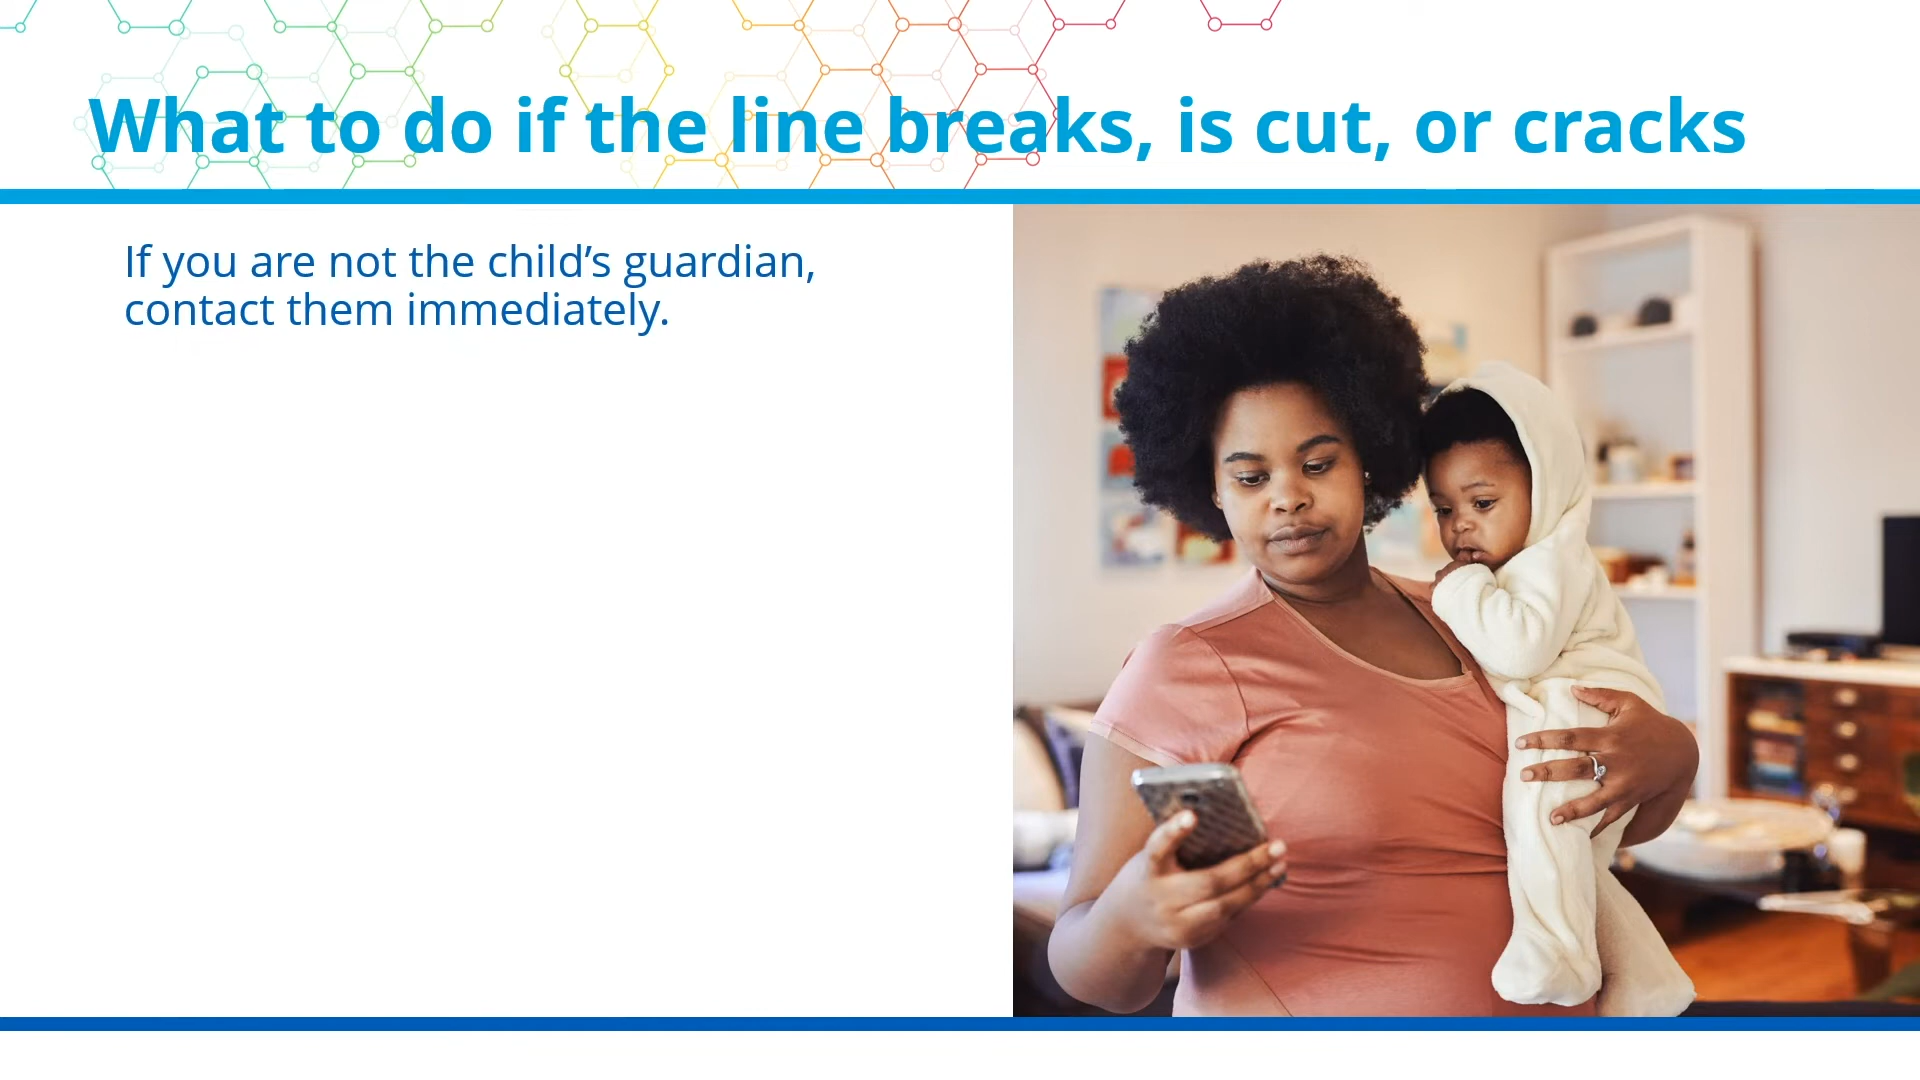 What to do if the line breaks, is cut, or cracks
If you are not the child’s guardian,
contact them immediately.